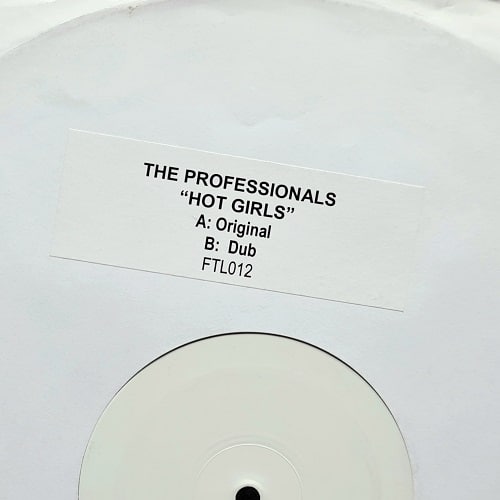 THE PROFESSIONALS
“HOT GIRLS”
A: Original
B: Dub
FTL012